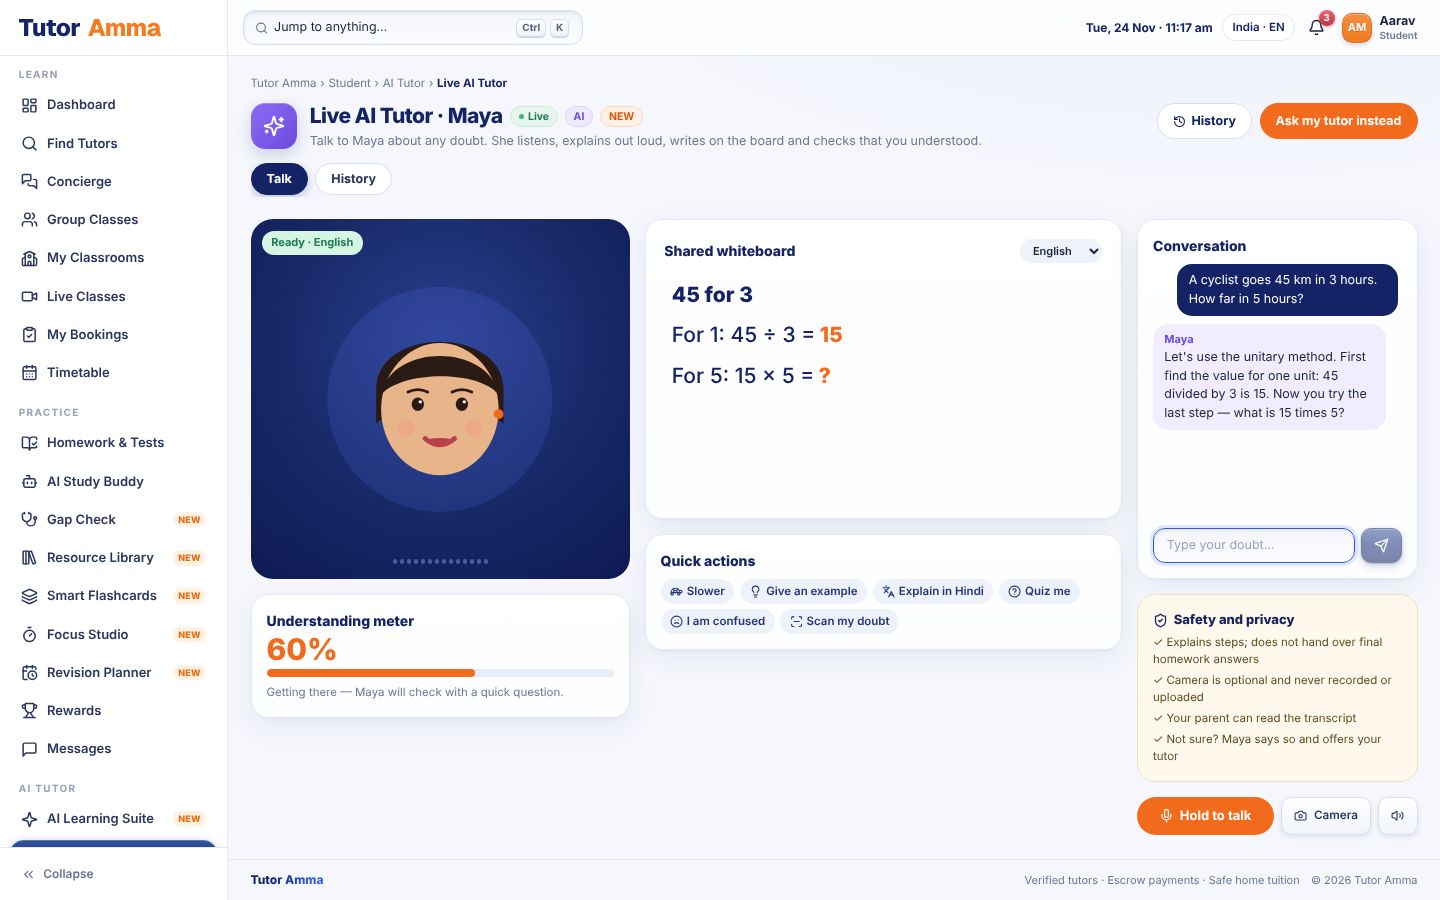 Tutor Amma
Jump to anything...
Ctrl K
Tue, 24 Nov · 11:17 am
India · EN
3
AM
Aarav
Student
LEARN
Dashboard
Find Tutors
Concierge
Group Classes
My Classrooms
Live Classes
My Bookings
Timetable
PRACTICE
Homework & Tests
AI Study Buddy
Gap Check NEW
Resource Library NEW
Smart Flashcards NEW
Focus Studio NEW
Revision Planner NEW
Rewards
Messages
AI TUTOR
AI Learning Suite NEW
Collapse
Tutor Amma › Student › AI Tutor › Live AI Tutor
Live AI Tutor · Maya
Live AI NEW
Talk to Maya about any doubt. She listens, explains out loud, writes on the board and checks that you understood.
History
Ask my tutor instead
Talk
History
Ready · English
Understanding meter
60%
Getting there — Maya will check with a quick question.
Shared whiteboard
English
45 for 3
For 1: 45 ÷ 3 = 15
For 5: 15 × 5 = ?
Quick actions
Slower
Give an example
Explain in Hindi
Quiz me
I am confused
Scan my doubt
Conversation
A cyclist goes 45 km in 3 hours.
How far in 5 hours?
Maya
Let's use the unitary method. First
find the value for one unit: 45
divided by 3 is 15. Now you try the
last step — what is 15 times 5?
Type your doubt...
Safety and privacy
✓ Explains steps; does not hand over final
homework answers
✓ Camera is optional and never recorded or
uploaded
✓ Your parent can read the transcript
✓ Not sure? Maya says so and offers your
tutor
Hold to talk
Camera
Tutor Amma
Verified tutors · Escrow payments · Safe home tuition
© 2026 Tutor Amma